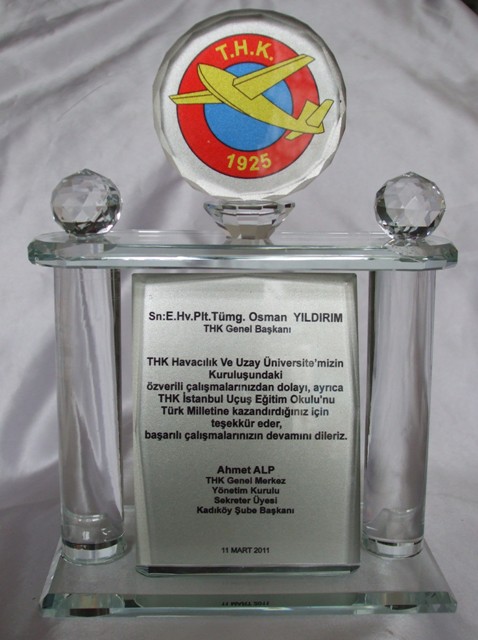 T.H.K.
1925
Sn:E.Hv.Plt.Tümg. Osman YILDIRIM
THK Genel Başkanı
THK Havacılık Ve Uzay Üniversite'mizin
Kuruluşundaki
özverili çalışmalarınızdan dolayı, ayrıca
THK İstanbul Uçuş Eğitim Okulu'nu
Türk Milletine kazandırdığınız için
teşekkür eder,
başarılı çalışmalarınızın devamını dileriz.
Ahmet ALP
THK Genel Merkez
Yönetim Kurulu
Sekreter Üyesi
Kadıköy Şube Başkanı
11 MART 2011